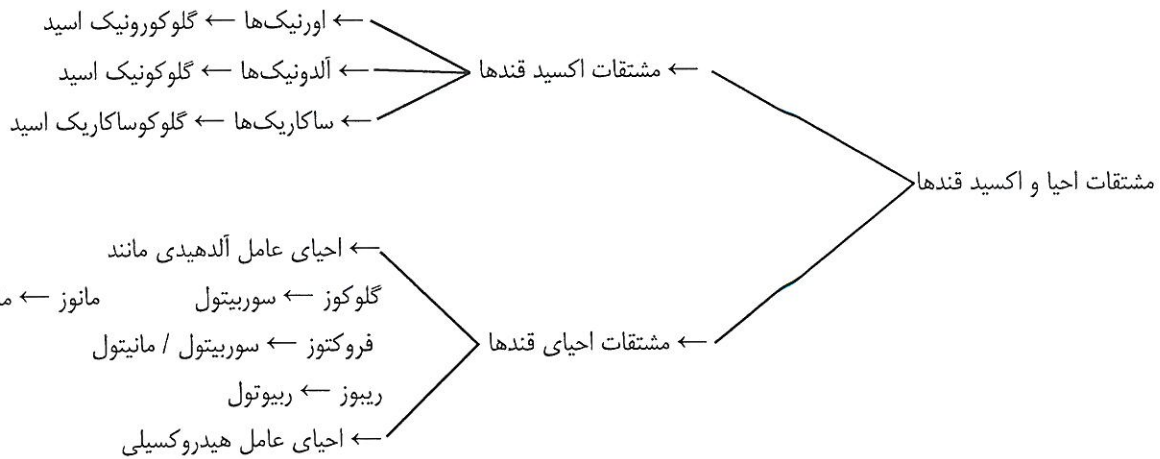 مشتقات احیا و اکسید قندها
← مشتقات اکسید قندها
← اورنیک‌ها ← گلوکورونیک اسید
← آلدونیک‌ها ← گلوکونیک اسید
← ساکاریک‌ها ← گلوکوساکاریک اسید
← مشتقات احیای قندها
← احیای عامل آلدهیدی مانند
گلوکوز ← سوربیتول مانوز ←
فروکتوز ← سوربیتول / مانیتول
ریبوز ← ریبوتول
← احیای عامل هیدروکسیلی